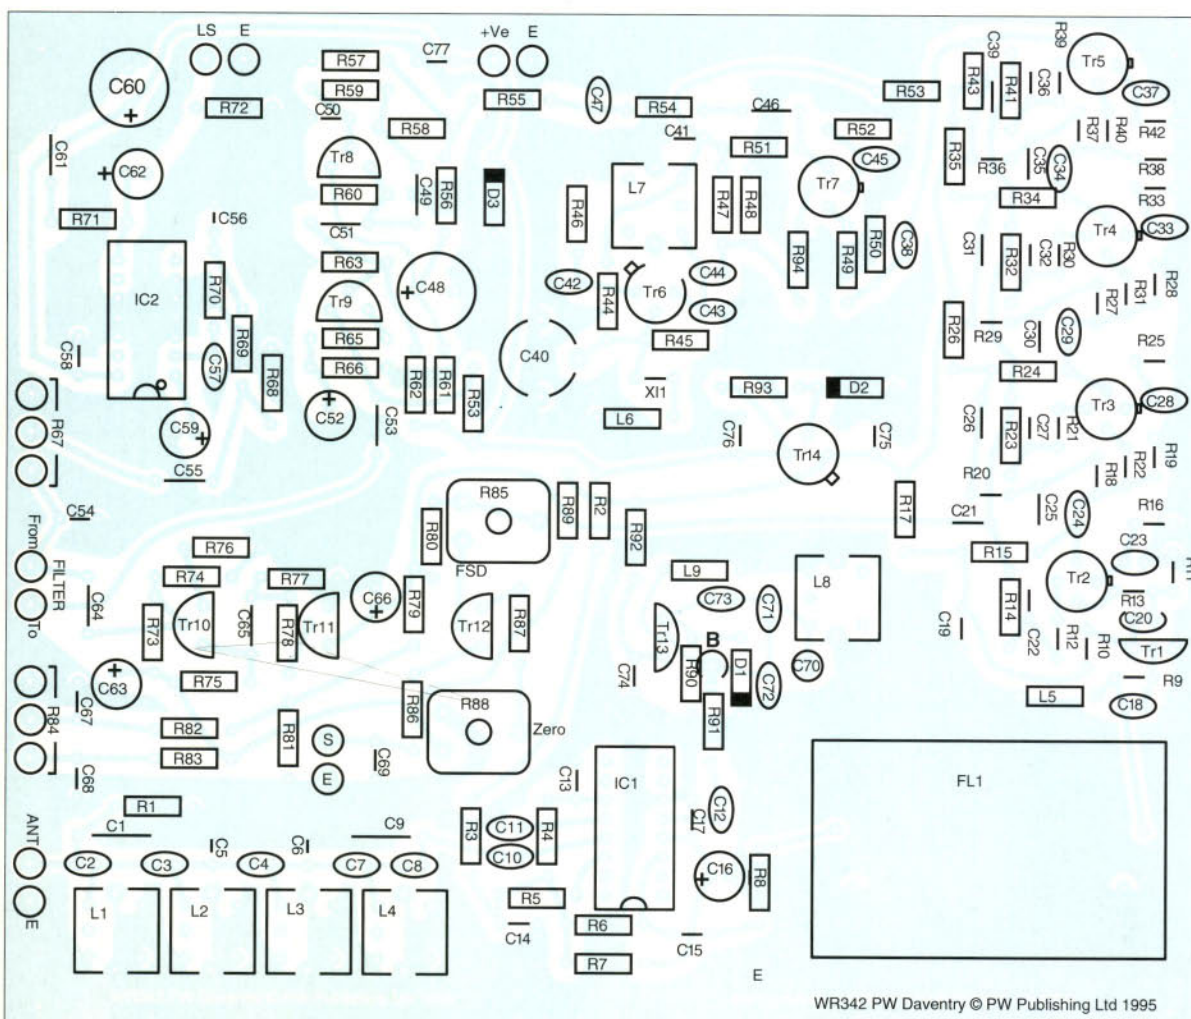 LS E
+Ve E
C60
R57
R59
C77
R72
C50
R58
R55
C47
R54
C46
C41
R53
R43
C39
R41
C36
R39
Tr5
C37
R37
R40
R42
C61
C62
Tr8
R60
C49
R56
D3
L7
R51
R52
C45
Tr7
R35
R36
C35
C34
R34
R38
R33
R71
C56
C51
R46
R47
R48
R94
R49
R50
C38
C31
R32
C32
R30
Tr4
C33
IC2
R70
R63
C48
C42
R44
Tr6
C44
C43
R31
R27
R28
Tr9
R69
R65
R66
C40
R45
R26
R29
C30
C29
R25
C58
C57
R68
R62
R61
R53
XI1
R93
D2
R24
R67
C59
C52
C53
L6
C76
C75
Tr14
C26
R23
C27
R21
Tr3
C28
C55
R20
R18
R22
R19
C54
R85
FSD
R80
R89
R2
R92
R17
C21
C25
C24
R16
From
FILTER
To
R76
R74
R77
C66
R79
L9
L8
R15
Tr2
C23
C64
R73
Tr10
C65
R78
Tr11
Tr12
R87
C73
C71
Tr13
B
C19
R14
C22
R12
R10
R13
C20
Tr1
C63
R75
C74
R90
D1
C72
C70
L5
R9
C18
R84
C67
R82
R83
R81
S
E
R86
R88
Zero
C69
R91
C68
C13
IC1
FL1
R1
C1
C9
C12
C17
ANT
C5
C6
R3
C11
C10
R4
C2
C3
C4
C7
C8
C16
R8
E
L1
L2
L3
L4
R5
C14
R6
C15
R7
E
WR342 PW Daventry © PW Publishing Ltd 1995